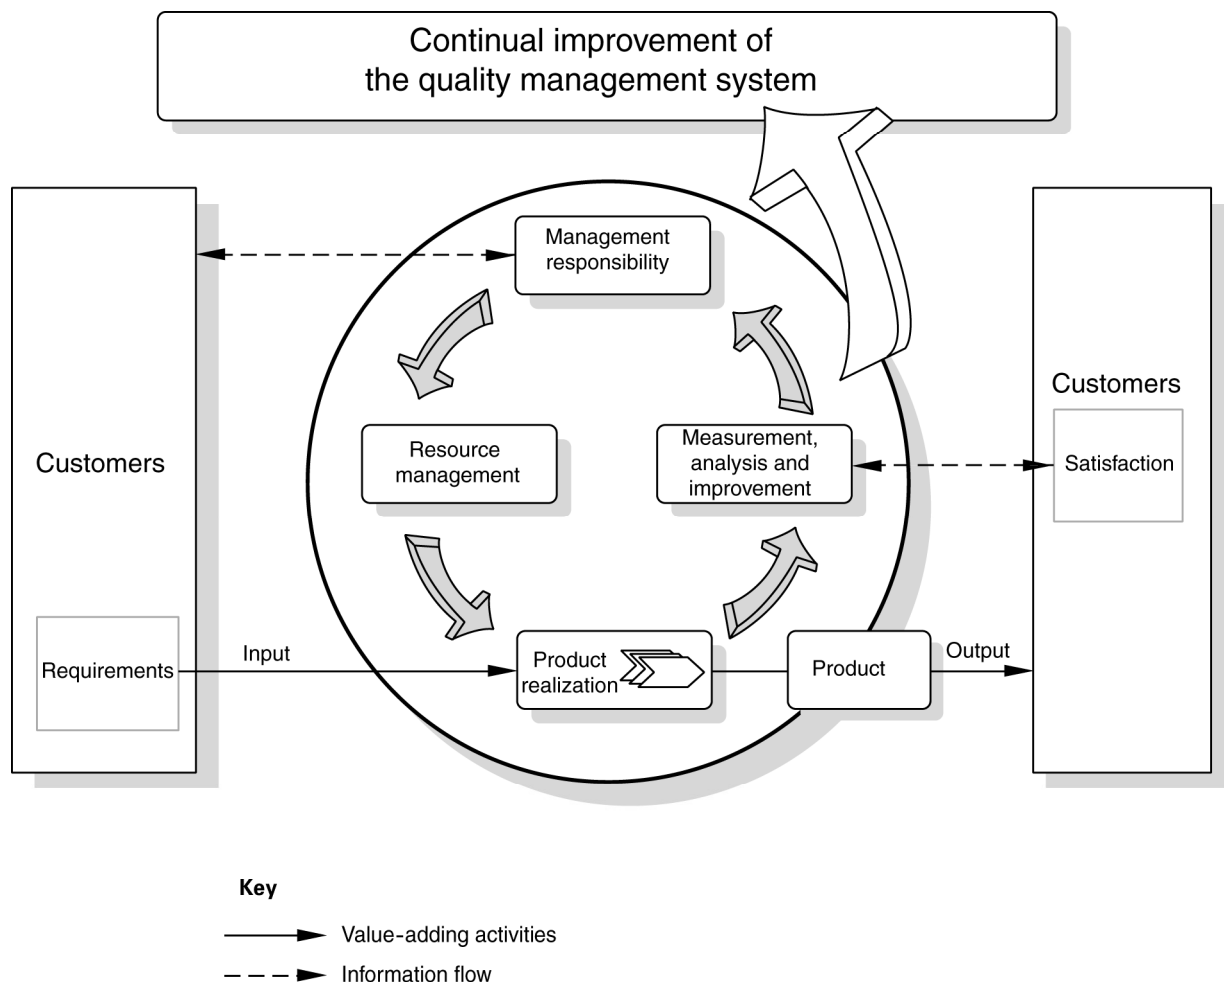 Continual improvement of
the quality management system
Management
responsibility
Customers
Resource
management
Measurement,
analysis and
improvement
Customers
Satisfaction
Requirements
Input
Product
realization
Product
Output
Key
Value-adding activities
Information flow